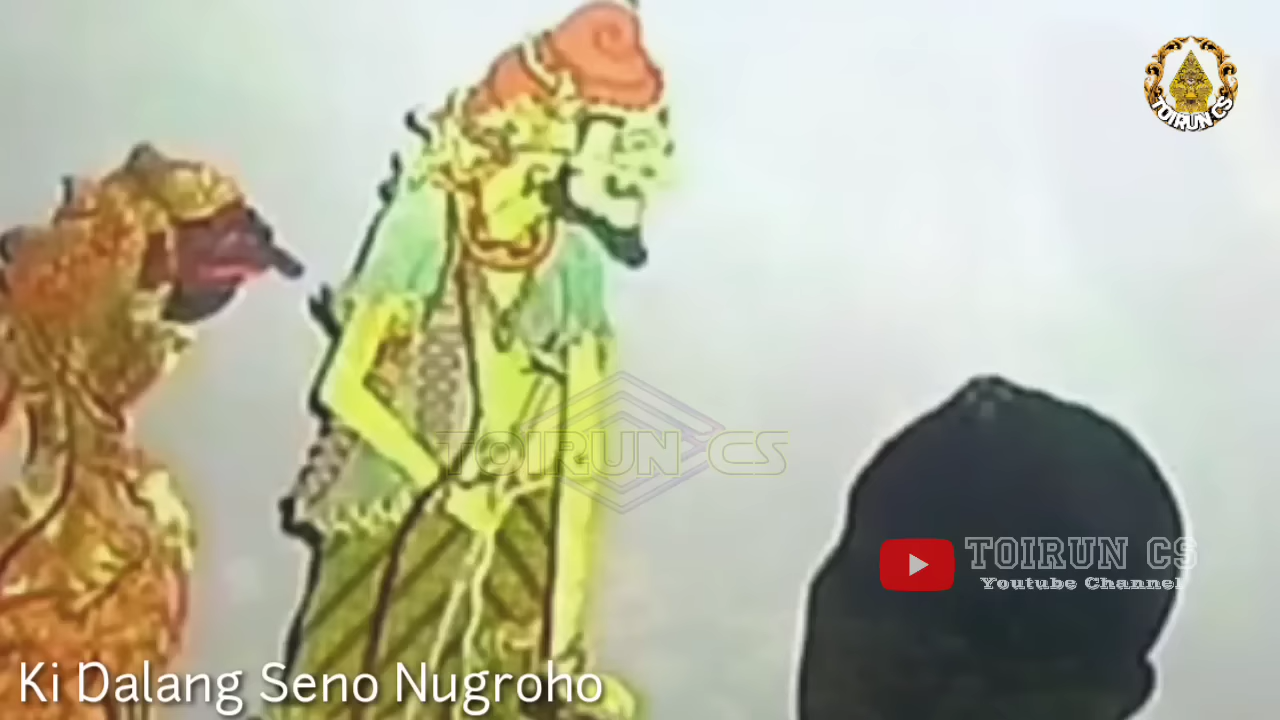 TOIRUN CS
TOIRUN CS
TOIRUN CS
Youtube Channel
Ki Dalang Seno Nugroho